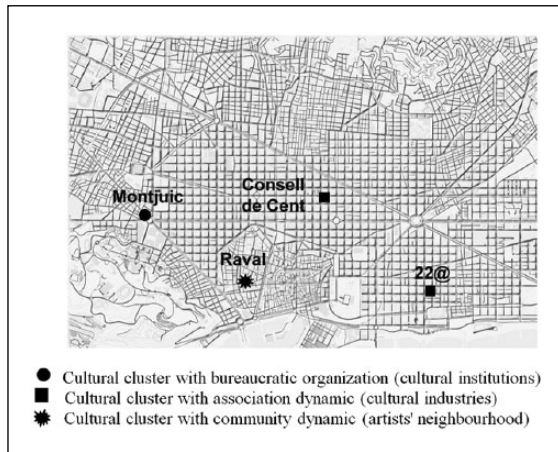 Montjuic
Consell
de Cent
Raval
22@
Cultural cluster with bureaucratic organization (cultural institutions)
Cultural cluster with association dynamic (cultural industries)
Cultural cluster with community dynamic (artists' neighbourhood)